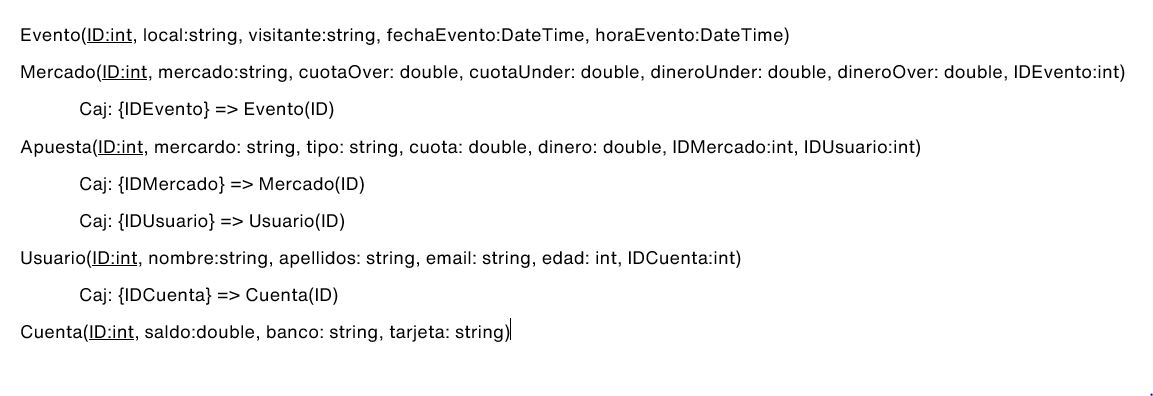 Evento(ID:int, local:string, visitante:string, fechaEvento:DateTime, horaEvento:DateTime)
Mercado(ID:int, mercado:string, cuotaOver: double, cuotaUnder: double, dineroUnder: double, dineroOver: double, IDEvento:int)
Caj: {IDEvento} => Evento(ID)
Apuesta(ID:int, mercardo: string, tipo: string, cuota: double, dinero: double, IDMercado:int, IDUsuario:int)
Caj: {IDMercado} => Mercado(ID)
Caj: {IDUsuario} => Usuario(ID)
Usuario(ID:int, nombre:string, apellidos: string, email: string, edad: int, IDCuenta:int)
Caj: {IDCuenta} => Cuenta(ID)
Cuenta(ID:int, saldo:double, banco: string, tarjeta: string)